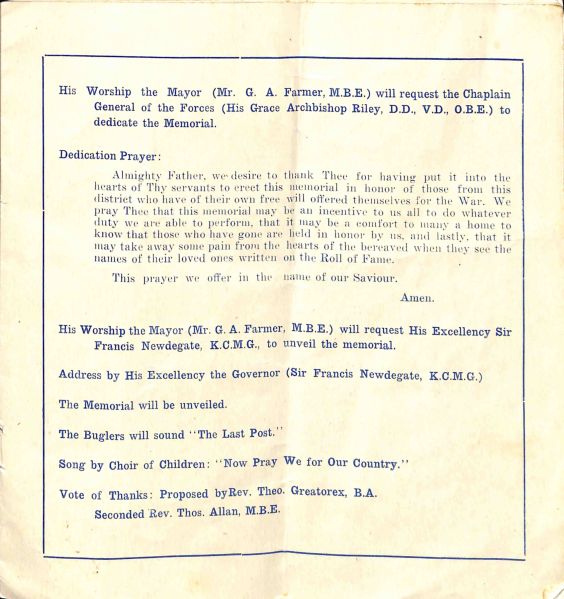 His Worship the Mayor (Mr. G. A. Farmer, M.B.E.) will request the Chaplain
General of the Forces (His Grace Archbishop Riley, D.D., V.D., O.B.E.) to
dedicate the Memorial.
Dedication Prayer:
Almighty Father, we desire to thank Thee for having put it into the
hearts of Thy servants to erect this memorial in honor of those from this
district who have of their own free will offered themselves for the War. We
pray Thee that this memorial may be an incentive to us all to do whatever
duty we are able to perform, that it may be a comfort to many a home to
know that those who have gone are held in honor by us, and lastly, that it
may take away some pain from the hearts of the bereaved when they see the
names of their loved ones written on the Roll of Fame.
This prayer we offer in the name of our Saviour.
Amen.
His Worship the Mayor (Mr. G. A. Farmer, M.B.E.) will request His Excellency Sir
Francis Newdegate, K.C.M.G., to unveil the memorial.
Address by His Excellency the Governor (Sir Francis Newdegate, K.C.M.G.)
The Memorial will be unveiled.
The Buglers will sound "The Last Post."
Song by Choir of Children: "Now Pray We for Our Country."
Vote of Thanks: Proposed by Rev. Theo. Greatorex, B.A.
Seconded Rev. Thos. Allan, M.B.E.